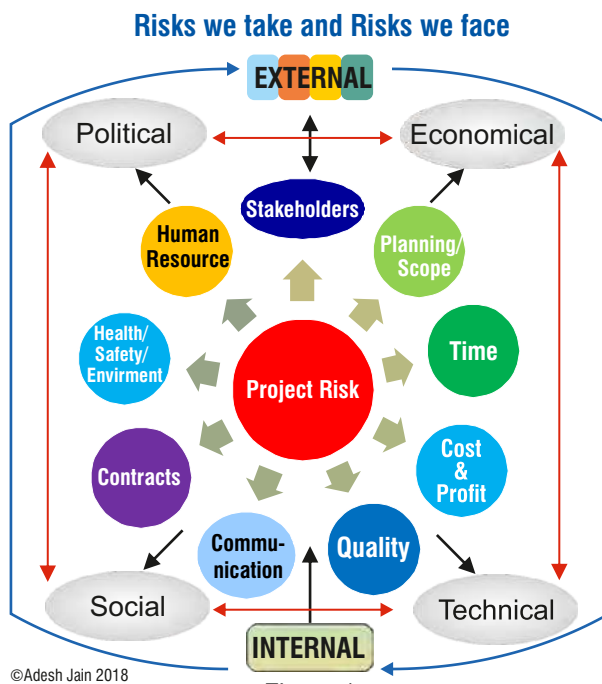 Risks we take and Risks we face
EXTERNAL
Political
Economical
Stakeholders
Human
Resource
Planning/
Scope
Health/
Safety/
Envirment
Time
Project Risk
Contracts
Cost
&
Profit
Commu-
nication
Quality
Social
Technical
INTERNAL
©Adesh Jain 2018